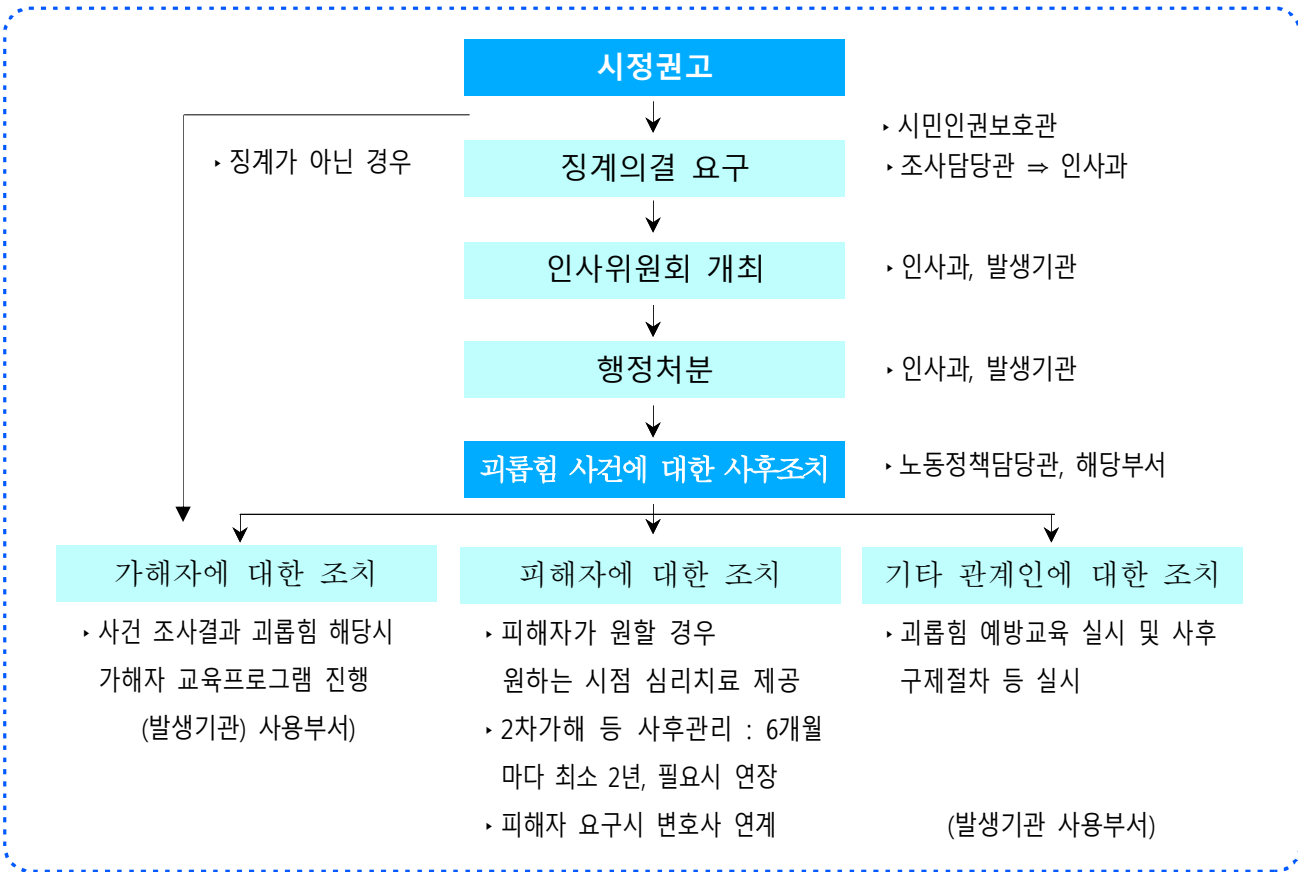 시정권고
‣ 시민인권보호관
‣ 징계가 아닌 경우
징계의결 요구
‣ 조사담당관 ⇒ 인사과
인사위원회 개최
‣ 인사과, 발생기관
행정처분
‣ 인사과, 발생기관
괴롭힘 사건에 대한 사후조치
‣ 노동정책담당관, 해당부서
가해자에 대한 조치
‣ 사건 조사결과 괴롭힘 해당시
가해자 교육프로그램 진행
(발생기관) 사용부서)
피해자에 대한 조치
‣ 피해자가 원할 경우
원하는 시점 심리치료 제공
‣ 2차가해 등 사후관리 : 6개월
마다 최소 2년, 필요시 연장
‣ 피해자 요구시 변호사 연계
기타 관계인에 대한 조치
‣ 괴롭힘 예방교육 실시 및 사후
구제절차 등 실시
(발생기관 사용부서)